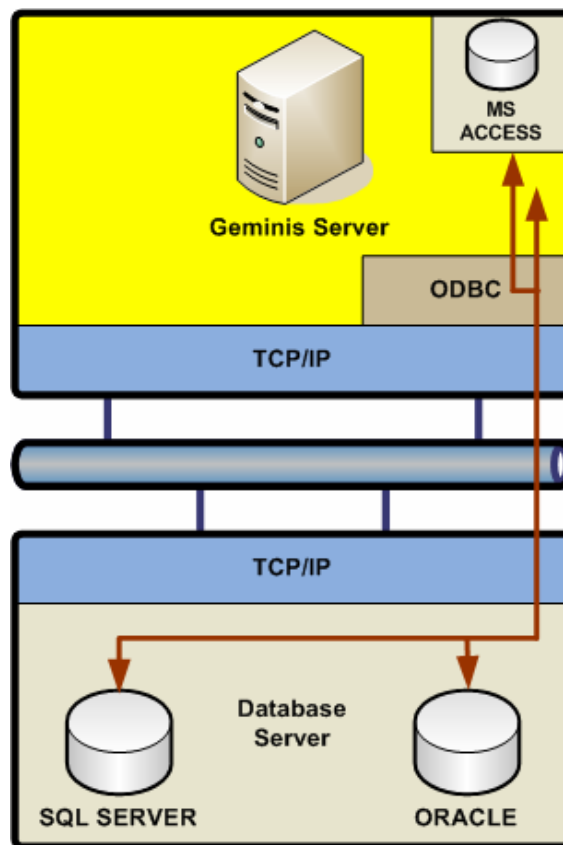 MS
ACCESS
Geminis Server
ODBC
TCP/IP
TCP/IP
Database
Server
SQL SERVER
ORACLE